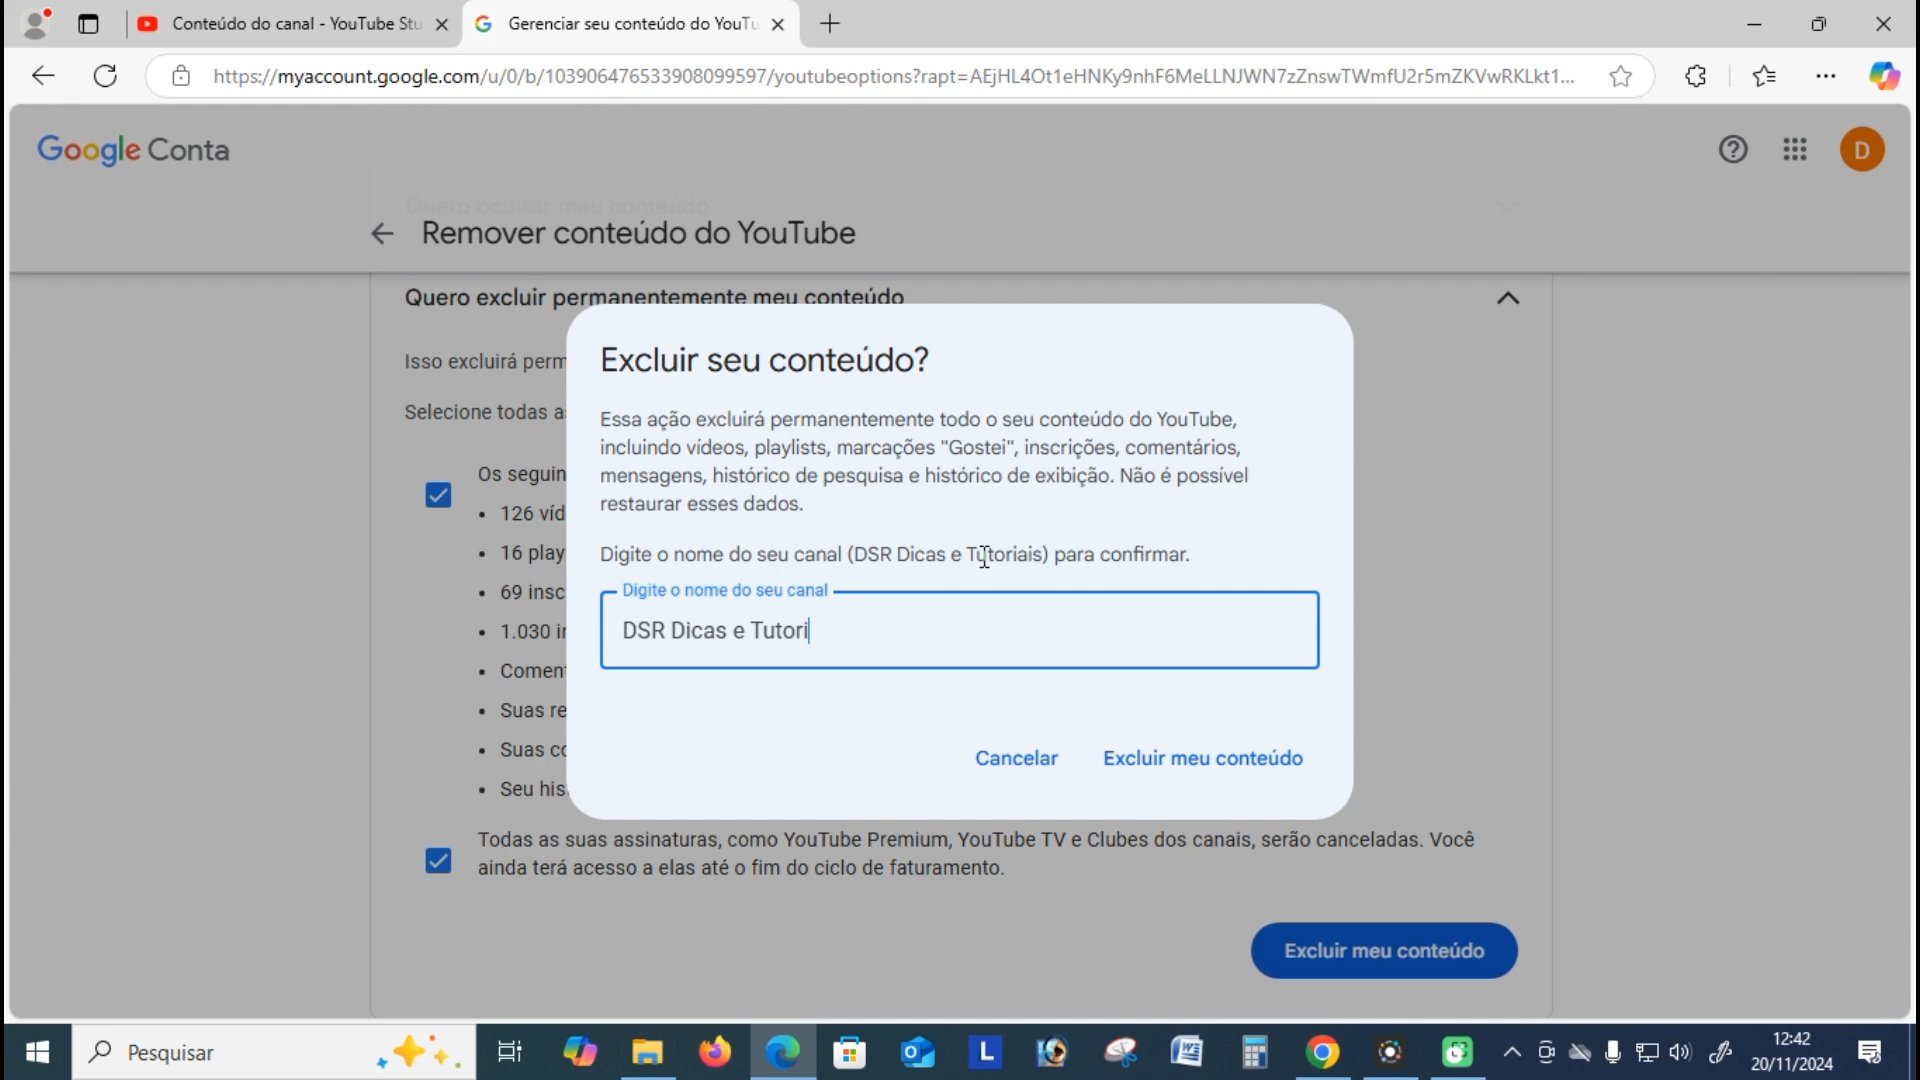 Conteúdo do canal - YouTube Stu
Gerenciar seu conteúdo do YouTu
https://myaccount.google.com/u/0/b/103906476533908099597/youtubeoptions?rapt=AEjHL4Ot1eHNKy9nhF6MeLLNJWN7zZnswTWmfU2r5mZKVwRKLkt1...
Google Conta
D
Quero ocultar meu conteúdo
Remover conteúdo do YouTube
Quero excluir permanentemente meu conteúdo
Isso excluirá perm
Selecione todas a
Os seguin
• 126 víd
• 16 play
• 69 insc
• 1.030 i
• Comen
• Suas re
• Suas co
• Seu his
Excluir seu conteúdo?
Essa ação excluirá permanentemente todo o seu conteúdo do YouTube,
incluindo vídeos, playlists, marcações "Gostei", inscrições, comentários,
mensagens, histórico de pesquisa e histórico de exibição. Não é possível
restaurar esses dados.
Digite o nome do seu canal (DSR Dicas e Tutoriais) para confirmar.
Digite o nome do seu canal
DSR Dicas e Tutori
Cancelar
Excluir meu conteúdo
Todas as suas assinaturas, como YouTube Premium, YouTube TV e Clubes dos canais, serão canceladas. Você
ainda terá acesso a elas até o fim do ciclo de faturamento.
Excluir meu conteúdo
Pesquisar
L
12:42
20/11/2024